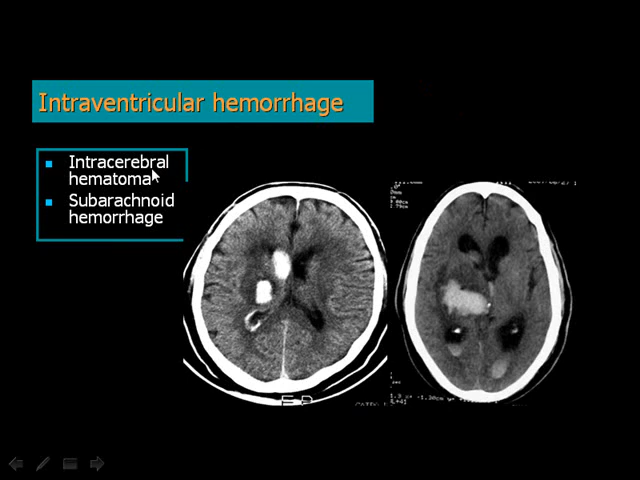 Intraventricular hemorrhage
Intracerebral
hematoma
Subarachnoid
hemorrhage